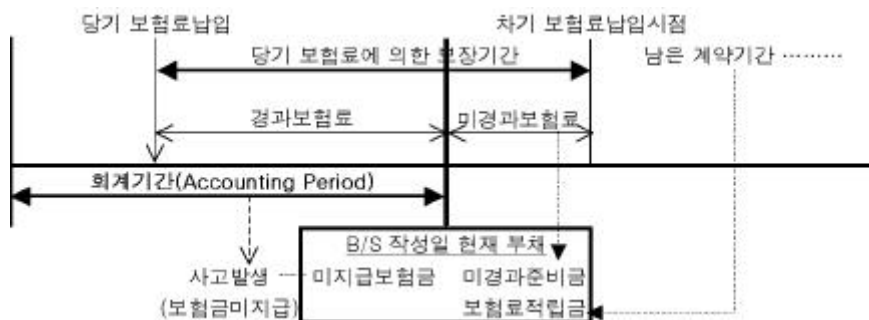 당기 보험료납입
차기 보험료납입시점
당기 보험료에 의한 보장기간
남은 계약기간 ········
경과보험료
미경과보험료
회계기간(Accounting Period)
B/S 작성일 현재 부채
사고발생 ··· 미지급보험금 미경과준비금
(보험금미지급) 보험료적립금